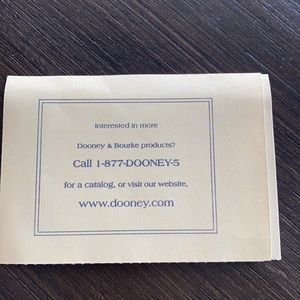 Interested in more
Dooney & Bourke products?
Call 1-877-DOONEY-5
for a catalog, or visit our website,
www.dooney.com